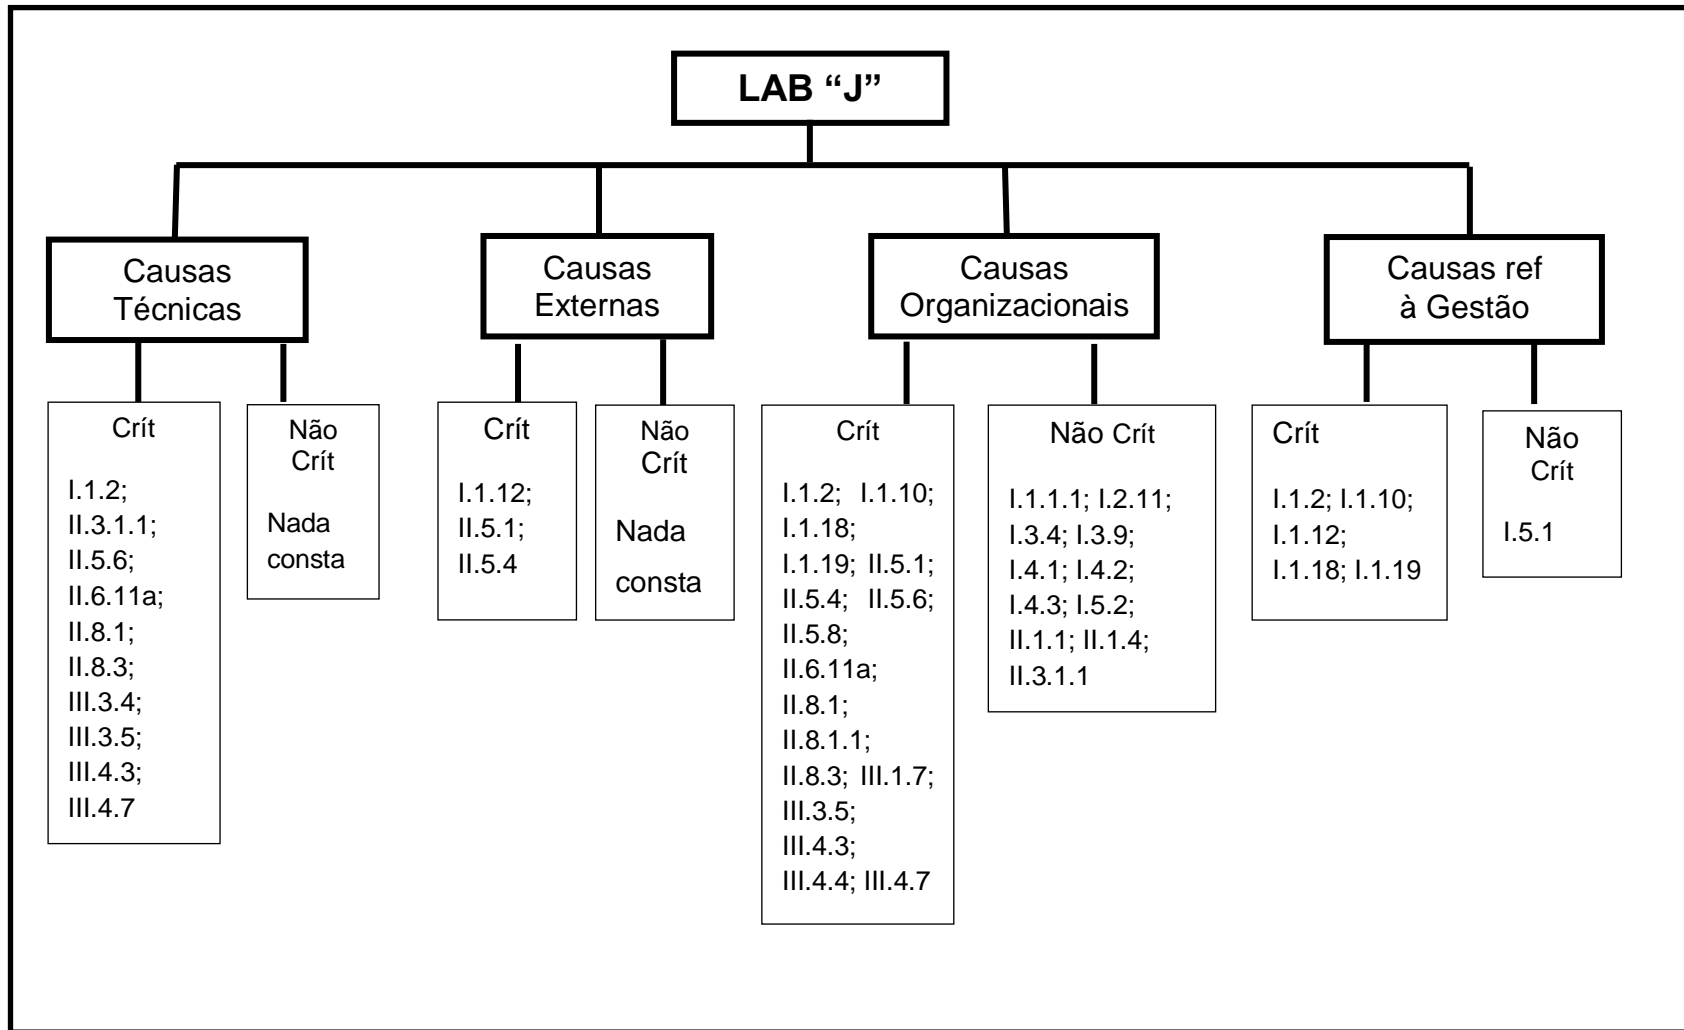 LAB “J”
Causas
Técnicas
Causas
Externas
Causas
Organizacionais
Causas ref
à Gestão
Crít
I.1.2;
II.3.1.1;
II.5.6;
II.6.11a;
II.8.1;
II.8.3;
III.3.4;
III.3.5;
III.4.3;
III.4.7
Não
Crít
Nada
consta
Crít
I.1.12;
II.5.1;
II.5.4
Não
Crít
Nada
consta
Crít
I.1.2; I.1.10;
I.1.18;
I.1.19; II.5.1;
II.5.4; II.5.6;
II.5.8;
II.6.11a;
II.8.1;
II.8.1.1;
II.8.3; III.1.7;
III.3.5;
III.4.3;
III.4.4; III.4.7
Não Crít
I.1.1.1; I.2.11;
I.3.4; I.3.9;
I.4.1; I.4.2;
I.4.3; I.5.2;
II.1.1; II.1.4;
II.3.1.1
Crít
I.1.2; I.1.10;
I.1.12;
I.1.18; I.1.19
Não
Crít
I.5.1